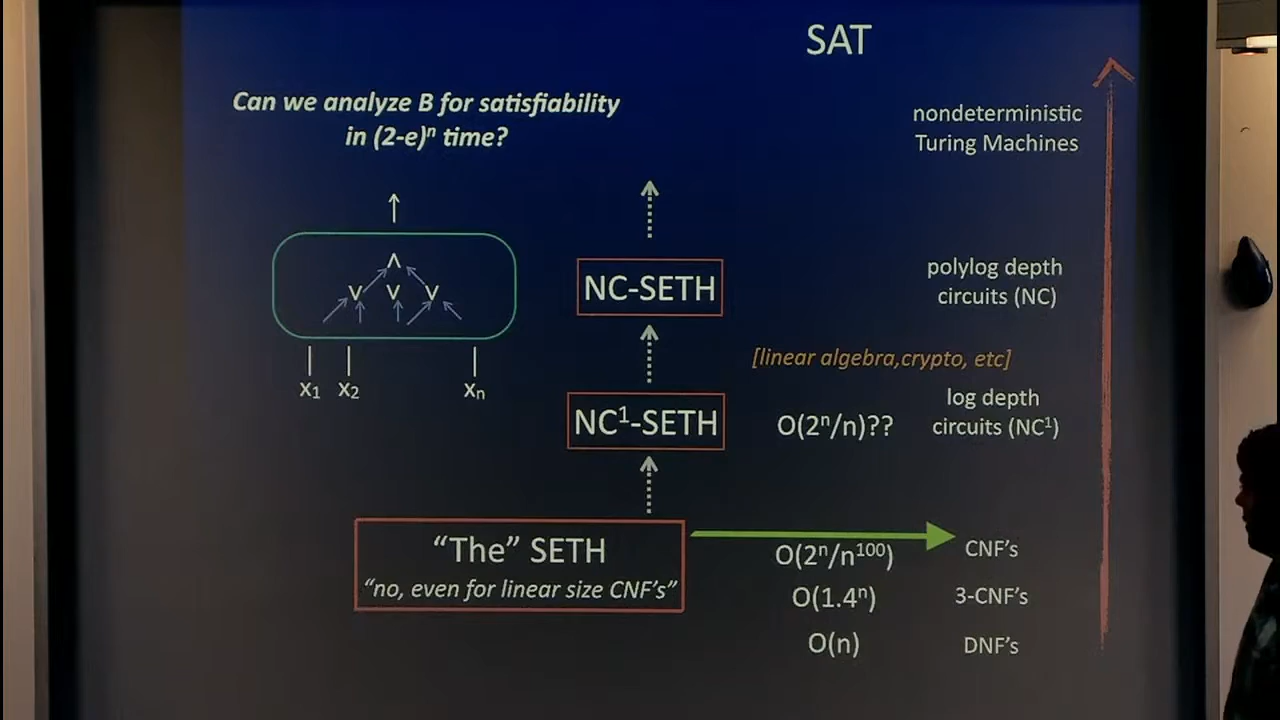 SAT
Can we analyze B for satisfiability
in (2-e)ⁿ time?
nondeterministic
Turing Machines
∧
∨ ∨ ∨
x₁ x₂ xₙ
NC-SETH
polylog depth
circuits (NC)
[linear algebra,crypto, etc]
NC¹-SETH
O(2ⁿ/n)??
log depth
circuits (NC¹)
“The” SETH
“no, even for linear size CNF’s”
O(2ⁿ/n¹⁰⁰)
CNF’s
O(1.4ⁿ)
3-CNF’s
O(n)
DNF’s